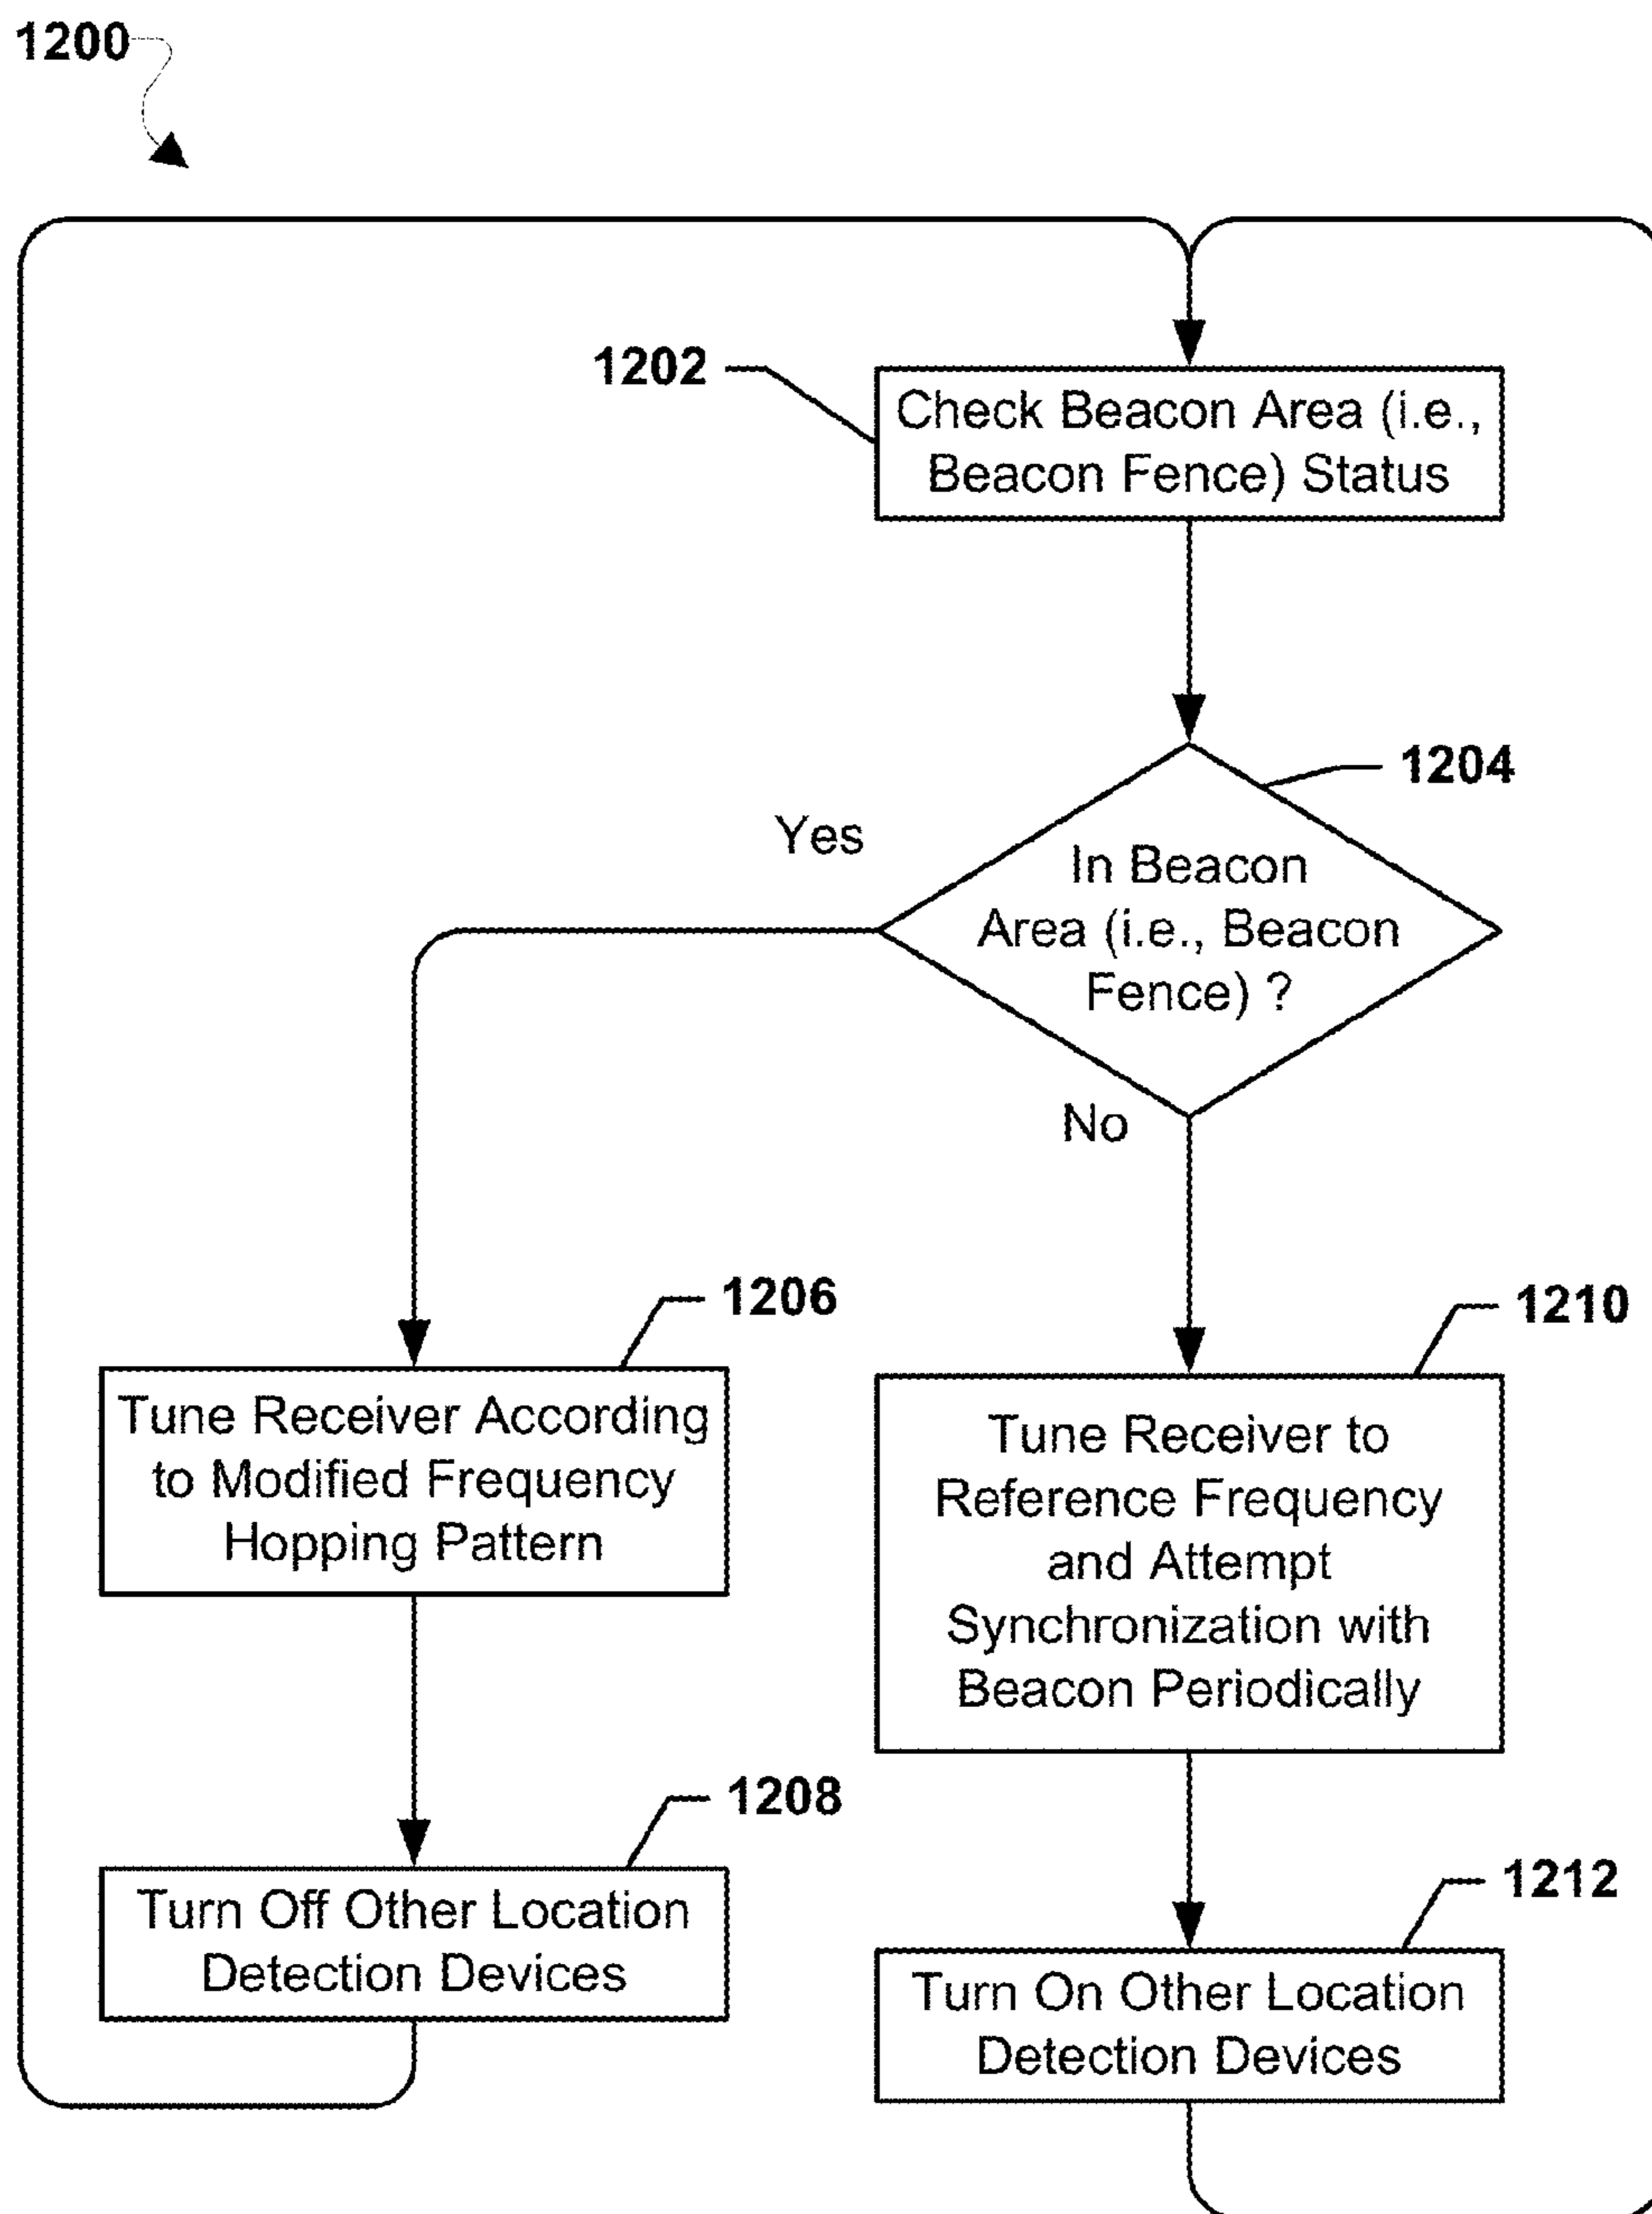 1200
1202
Check Beacon Area (i.e.,
Beacon Fence) Status
1204
Yes
In Beacon
Area (i.e., Beacon
Fence) ?
No
1206
Tune Receiver According
to Modified Frequency
Hopping Pattern
1210
Tune Receiver to
Reference Frequency
and Attempt
Synchronization with
Beacon Periodically
1208
Turn Off Other Location
Detection Devices
1212
Turn On Other Location
Detection Devices